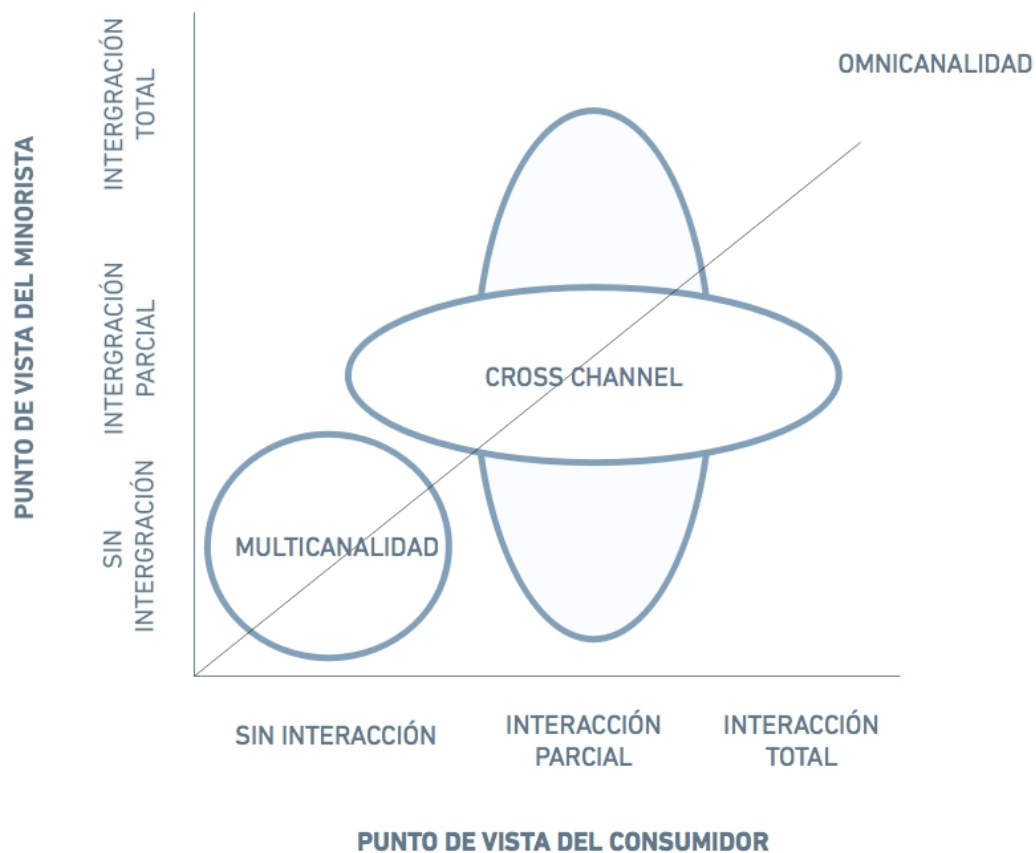 PUNTO DE VISTA DEL MINORISTA
INTERGRACIÓN
TOTAL
INTERGRACIÓN
PARCIAL
SIN
INTERGRACIÓN
OMNICANALIDAD
CROSS CHANNEL
MULTICANALIDAD
SIN INTERACCIÓN
INTERACCIÓN
PARCIAL
INTERACCIÓN
TOTAL
PUNTO DE VISTA DEL CONSUMIDOR